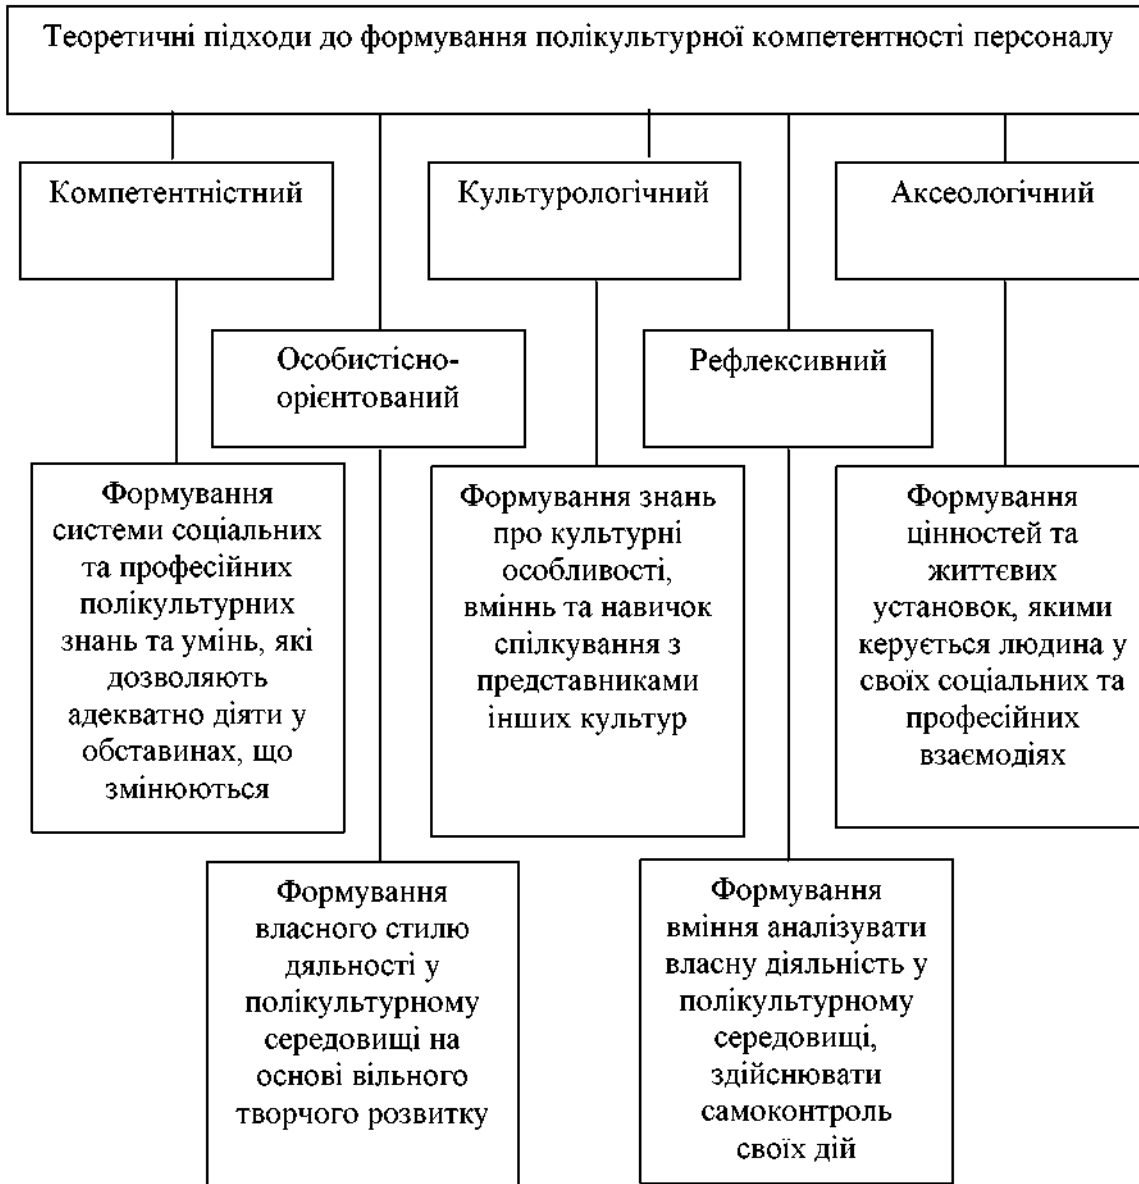 Теоретичні підходи до формування полікультурної компетентності персоналу
Компетентністний
Культурологічний
Аксеологічний
Особистісно-
орієнтований
Рефлексивний
Формування
системи соціальних
та професійних
полікультурних
знань та умінь, які
дозволяють
адекватно діяти у
обставинах, що
змінюються
Формування знань
про культурні
особливості,
вміннь та навичок
спілкування з
представниками
інших культур
Формування
цінностей та
життєвих
установок, якими
керується людина у
своїх соціальних та
професійних
взаємодіях
Формування
власного стилю
дяльності у
полікультурному
середовищі на
основі вільного
творчого розвитку
Формування
вміння аналізувати
власну діяльність у
полікультурному
середовищі,
здійснювати
самоконтроль
своїх дій